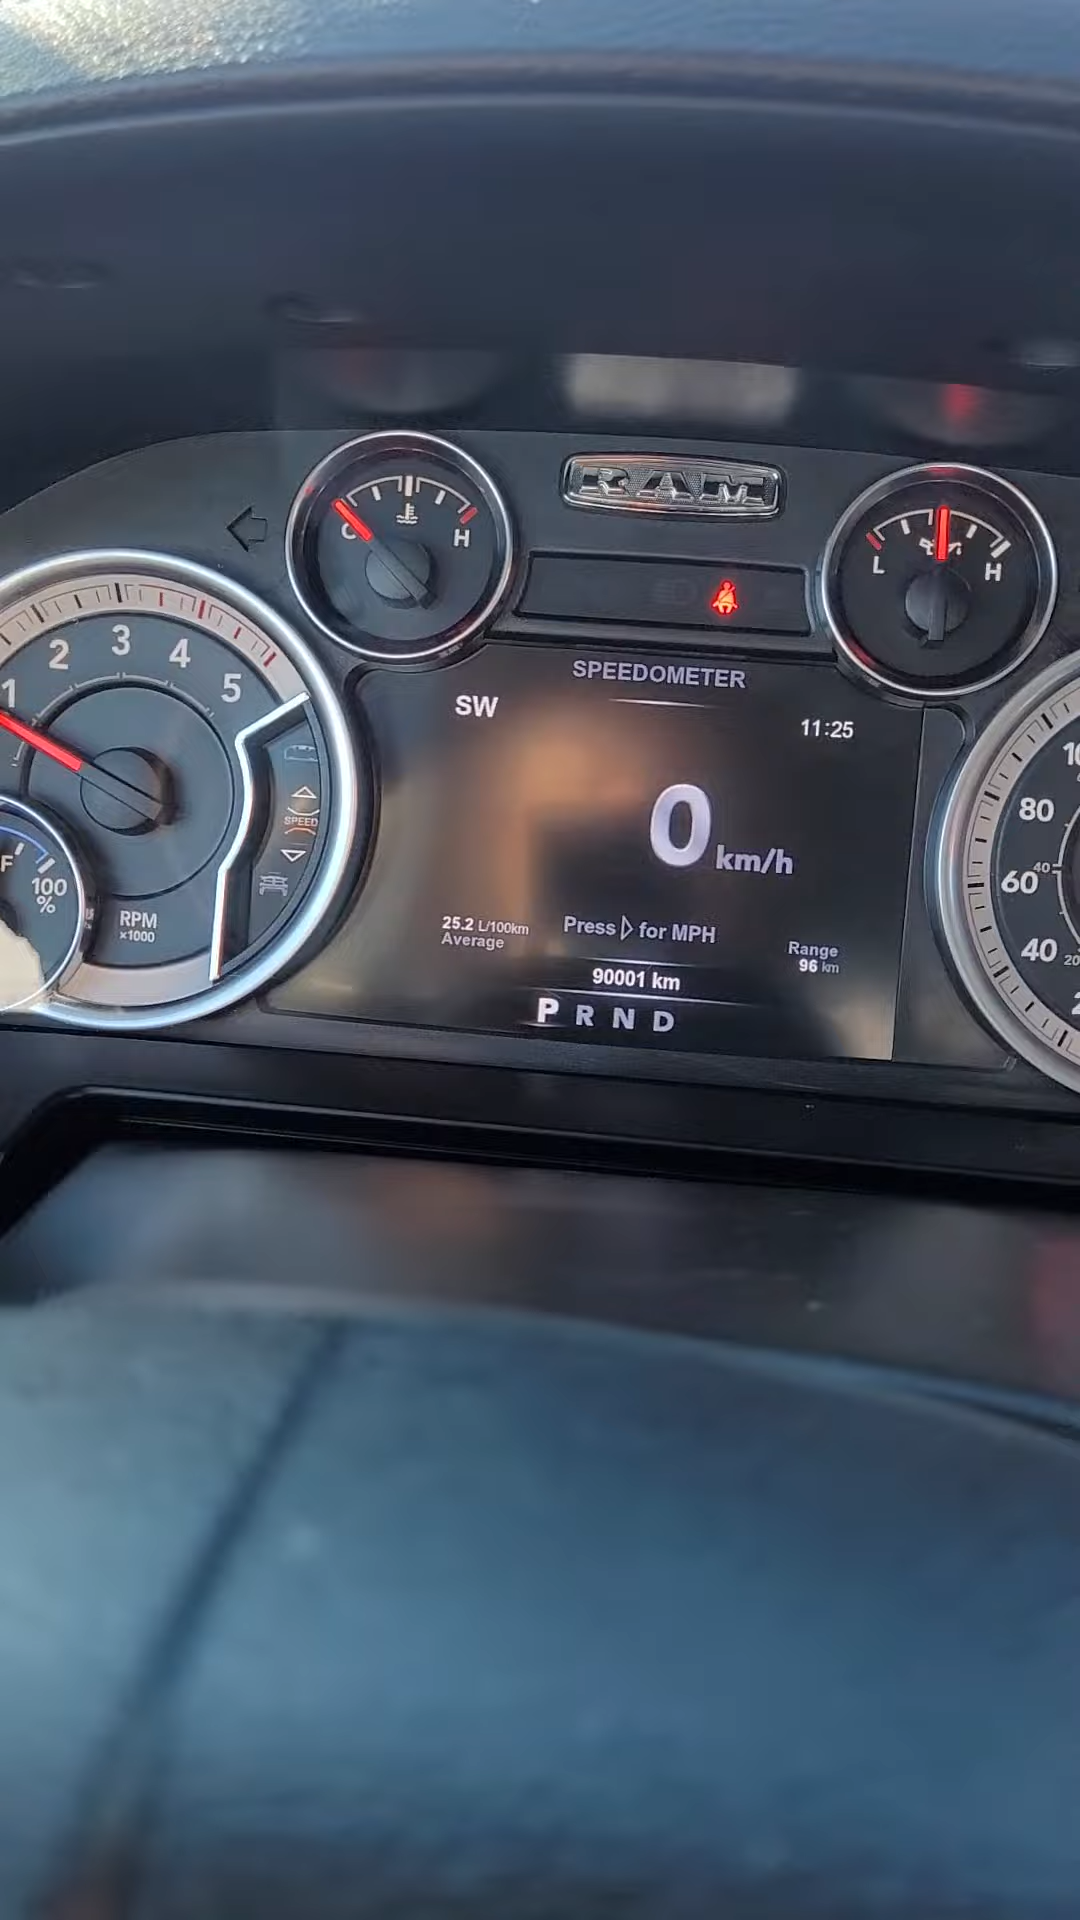 RAM
C
H
L
H
1
2
3
4
5
SPEED
RPM
x1000
F
100
%
SPEEDOMETER
SW
11:25
0 km/h
25.2 L/100km
Average
Press ▷ for MPH
Range
96 km
90001 km
P R N D
80
60
40
40
20